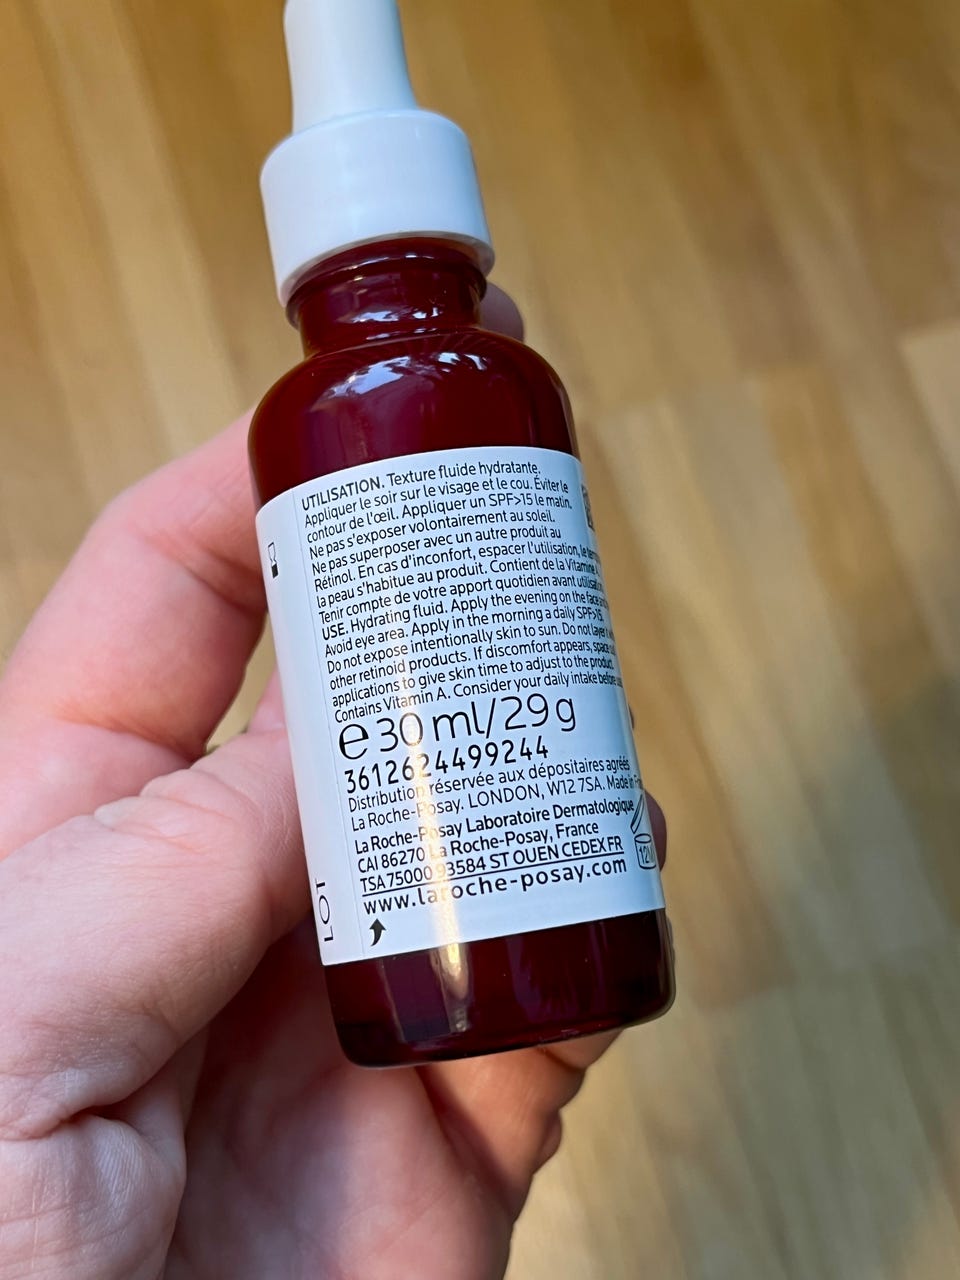 UTILISATION. Texture fluide hydratante.
Appliquer le soir sur le visage et le cou. Éviter le
contour de l'œil. Appliquer un SPF>15 le matin.
Ne pas s'exposer volontairement au soleil.
Ne pas superposer avec un autre produit au
Rétinol. En cas d'inconfort, espacer l'utilisation, le
la peau s'habitue au produit. Contient de la Vitamine
Tenir compte de votre apport quotidien avant
USE. Hydrating fluid. Apply the evening on the face
Avoid eye area. Apply in the morning a daily SPF>15.
Do not expose intentionally skin to sun. Do not layer
other retinoid products. If discomfort appears, space
applications to give skin time to adjust to the product.
Contains Vitamin A. Consider your daily intake before
e 30 ml/29 g
3612624499244
Distribution réservée aux dépositaires agréés
La Roche-Posay. LONDON, W12 7SA. Made in
La Roche-Posay Laboratoire Dermatologique
CAI 86270 La Roche-Posay, France
TSA 75000 93584 ST OUEN CEDEX FR
www.laroche-posay.com
12M
LOT